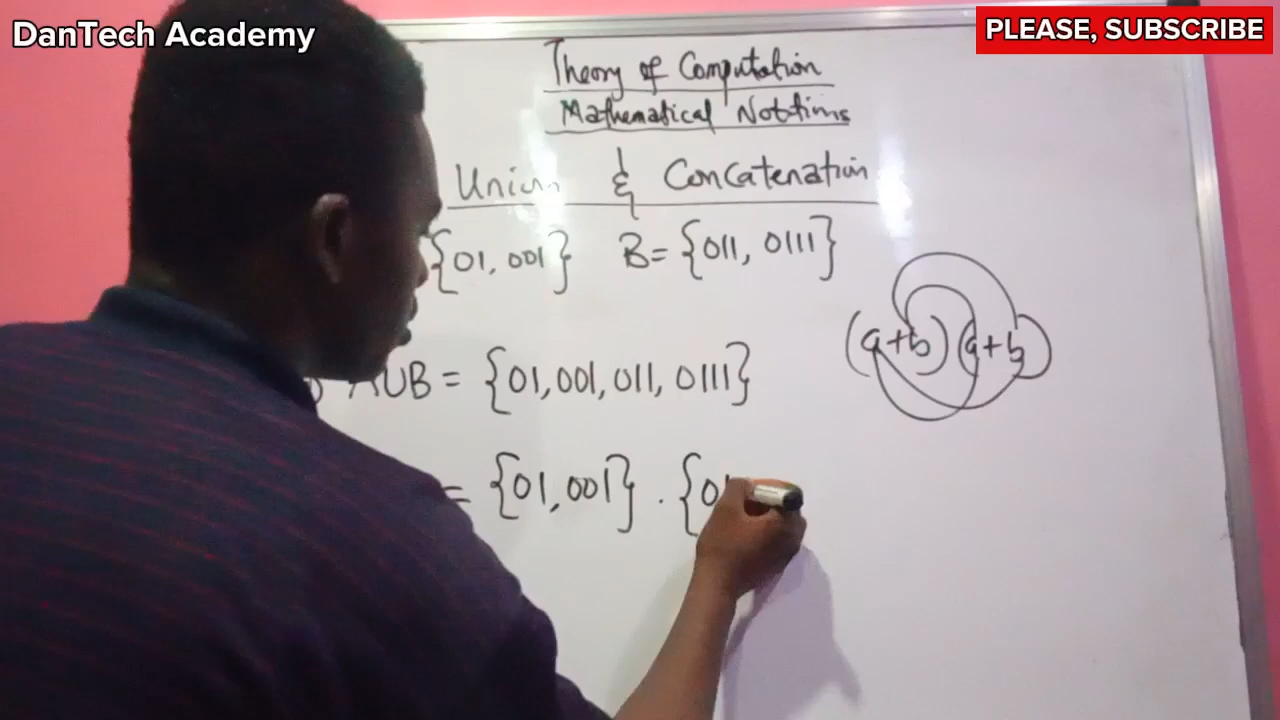 DanTech Academy
PLEASE, SUBSCRIBE
Theory of Computation
Mathematical Notations
Union & Concatenation
{01, 001} B= {011, 0111}
(a+b) (a+b)
AUB = {01,001, 011, 0111}
= {01,001} . {01